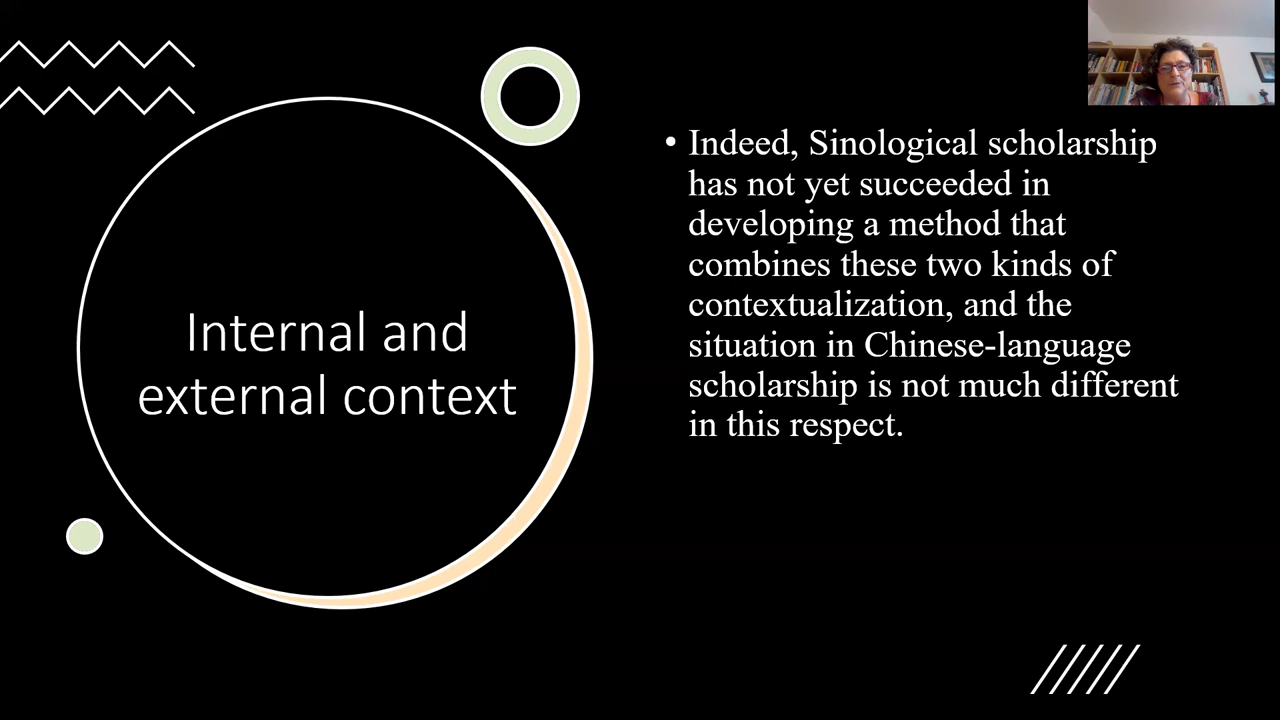 Internal and
external context
• Indeed, Sinological scholarship
has not yet succeeded in
developing a method that
combines these two kinds of
contextualization, and the
situation in Chinese-language
scholarship is not much different
in this respect.